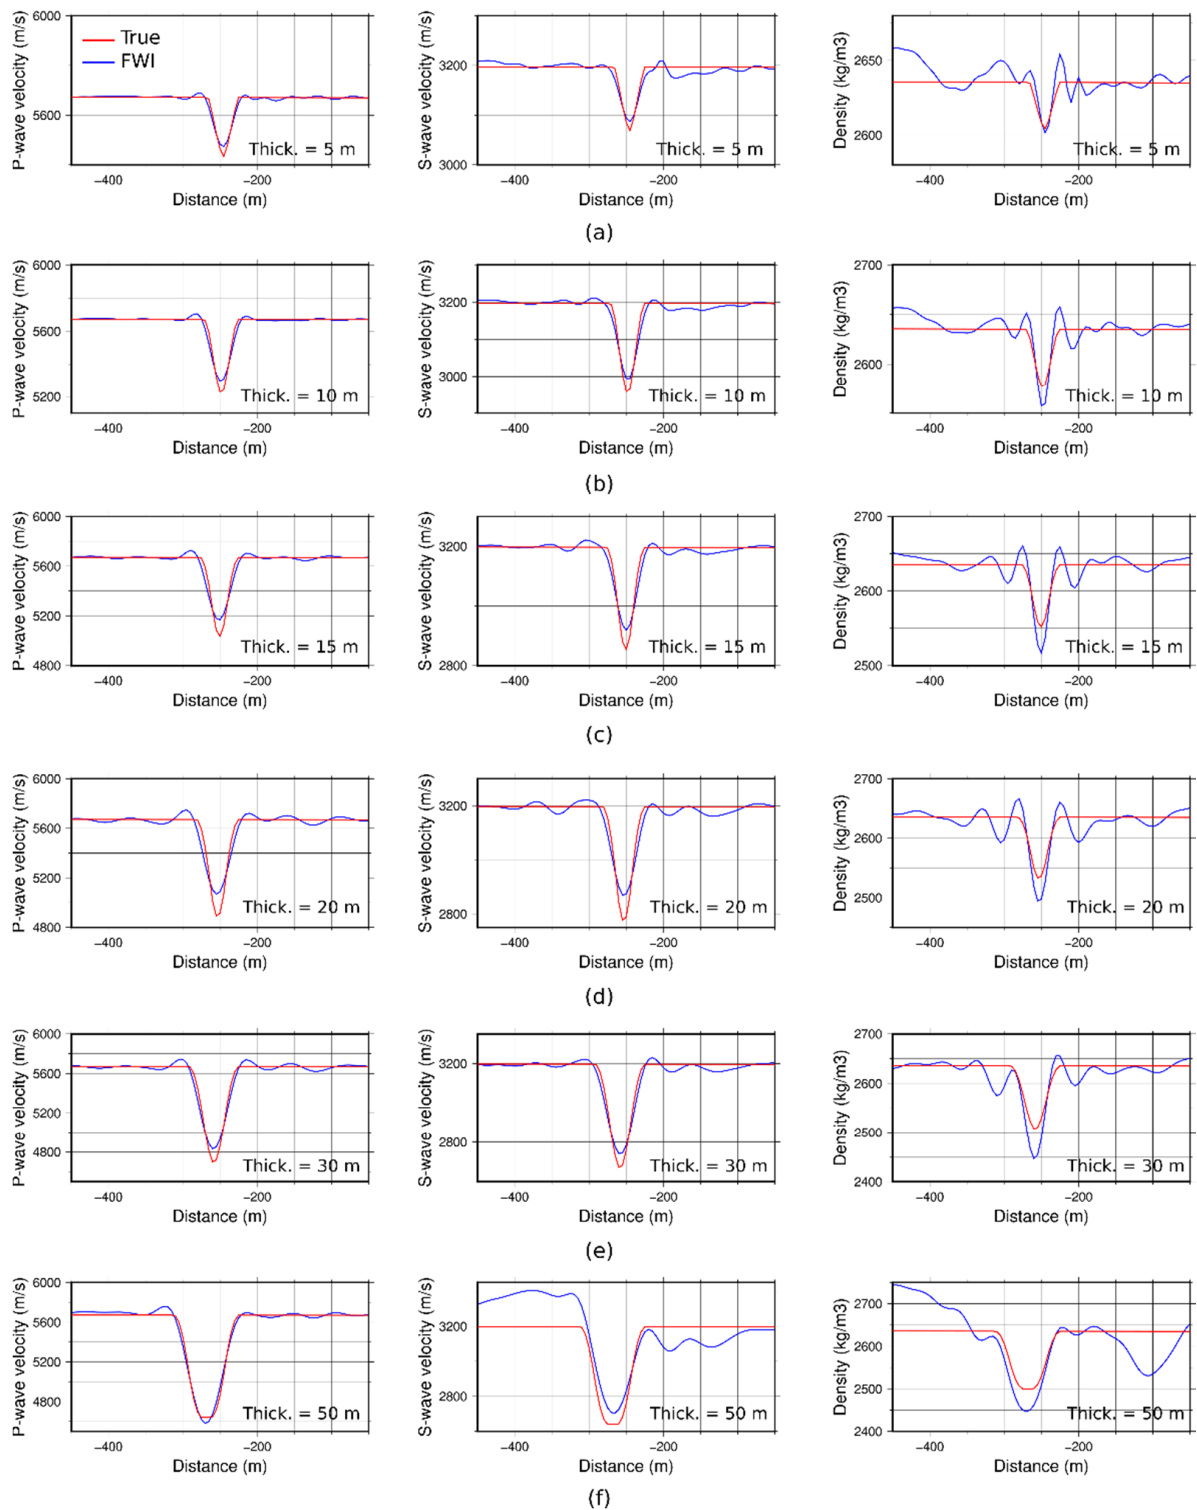 P-wave velocity (m/s)
6000
5600
True
FWI
Thick. = 5 m
−400
−200
Distance (m)
S-wave velocity (m/s)
3200
3000
Thick. = 5 m
−400
−200
Distance (m)
Density (kg/m3)
2650
2600
Thick. = 5 m
−400
−200
Distance (m)
(a)
P-wave velocity (m/s)
6000
5600
5200
Thick. = 10 m
−400
−200
Distance (m)
S-wave velocity (m/s)
3200
3000
Thick. = 10 m
−400
−200
Distance (m)
Density (kg/m3)
2700
2600
Thick. = 10 m
−400
−200
Distance (m)
(b)
P-wave velocity (m/s)
6000
5600
5200
4800
Thick. = 15 m
−400
−200
Distance (m)
S-wave velocity (m/s)
3200
2800
Thick. = 15 m
−400
−200
Distance (m)
Density (kg/m3)
2700
2600
2500
Thick. = 15 m
−400
−200
Distance (m)
(c)
P-wave velocity (m/s)
6000
5600
5200
4800
Thick. = 20 m
−400
−200
Distance (m)
S-wave velocity (m/s)
3200
2800
Thick. = 20 m
−400
−200
Distance (m)
Density (kg/m3)
2700
2600
2500
Thick. = 20 m
−400
−200
Distance (m)
(d)
P-wave velocity (m/s)
6000
5600
5200
4800
Thick. = 30 m
−400
−200
Distance (m)
S-wave velocity (m/s)
3200
2800
Thick. = 30 m
−400
−200
Distance (m)
Density (kg/m3)
2700
2600
2500
2400
Thick. = 30 m
−400
−200
Distance (m)
(e)
P-wave velocity (m/s)
6000
5600
5200
4800
Thick. = 50 m
−400
−200
Distance (m)
S-wave velocity (m/s)
3200
2800
Thick. = 50 m
−400
−200
Distance (m)
Density (kg/m3)
2700
2600
2500
2400
Thick. = 50 m
−400
−200
Distance (m)
(f)